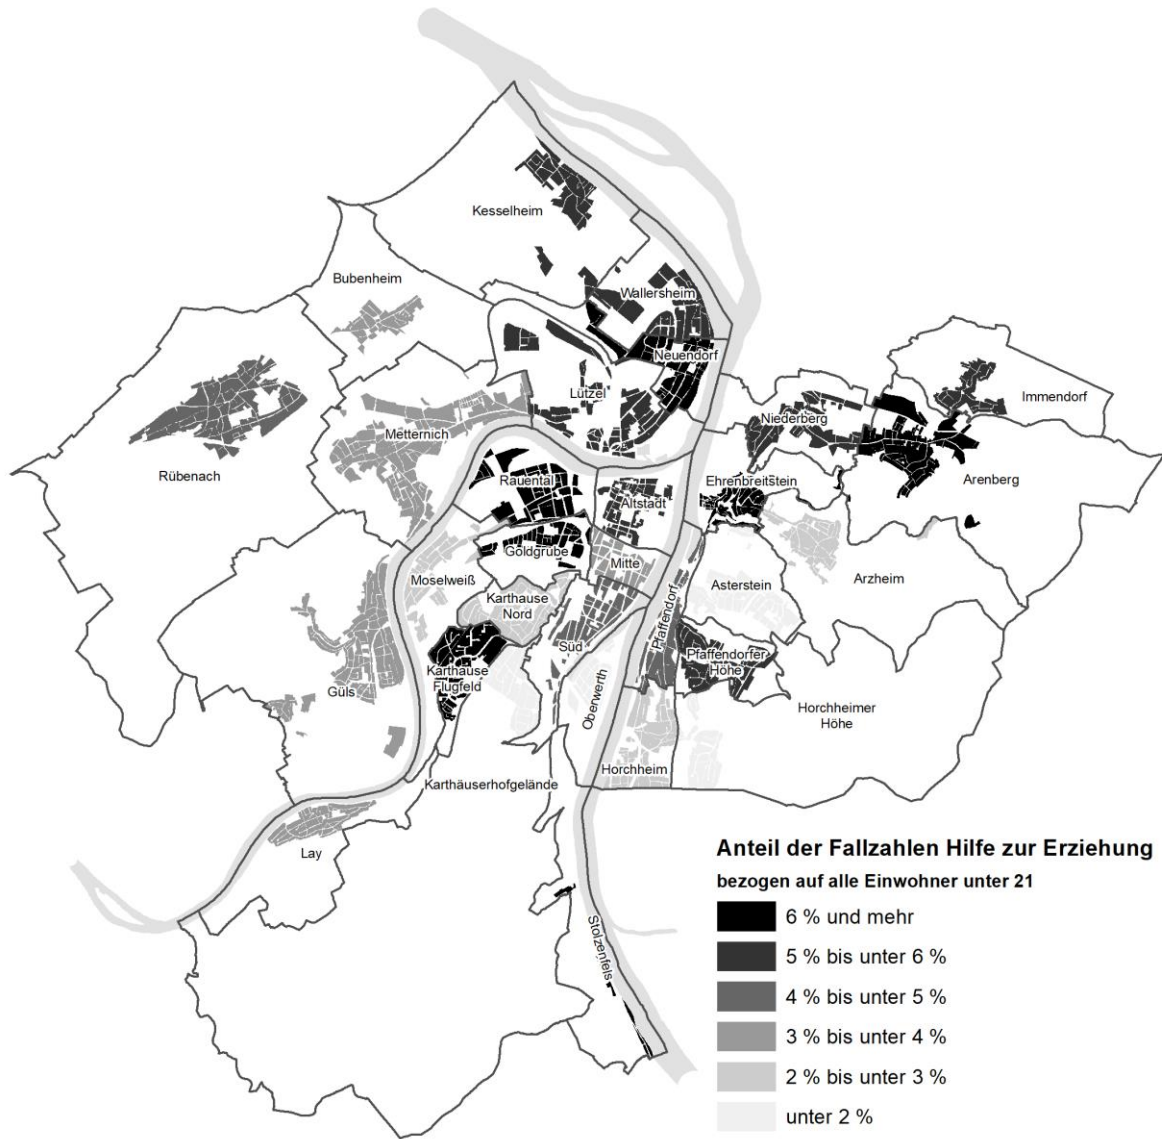 Kesselheim
Bubenheim
Wallersheim
Neuendorf
Lützel
Immendorf
Niederberg
Metternich
Rübenach
Rauental
Ehrenbreitstein
Arenberg
Altstadt
Goldgrube
Mitte
Moselweiß
Arzheim
Asterstein
Karthause
Nord
Pfaffendorf
Süd
Pfaffendorfer
Höhe
Karthause
Flugfeld
Güls
Oberwerth
Horchheimer
Höhe
Horchheim
Karthäuserhofgelände
Lay
Stolzenfels
Anteil der Fallzahlen Hilfe zur Erziehung
bezogen auf alle Einwohner unter 21
6 % und mehr
5 % bis unter 6 %
4 % bis unter 5 %
3 % bis unter 4 %
2 % bis unter 3 %
unter 2 %